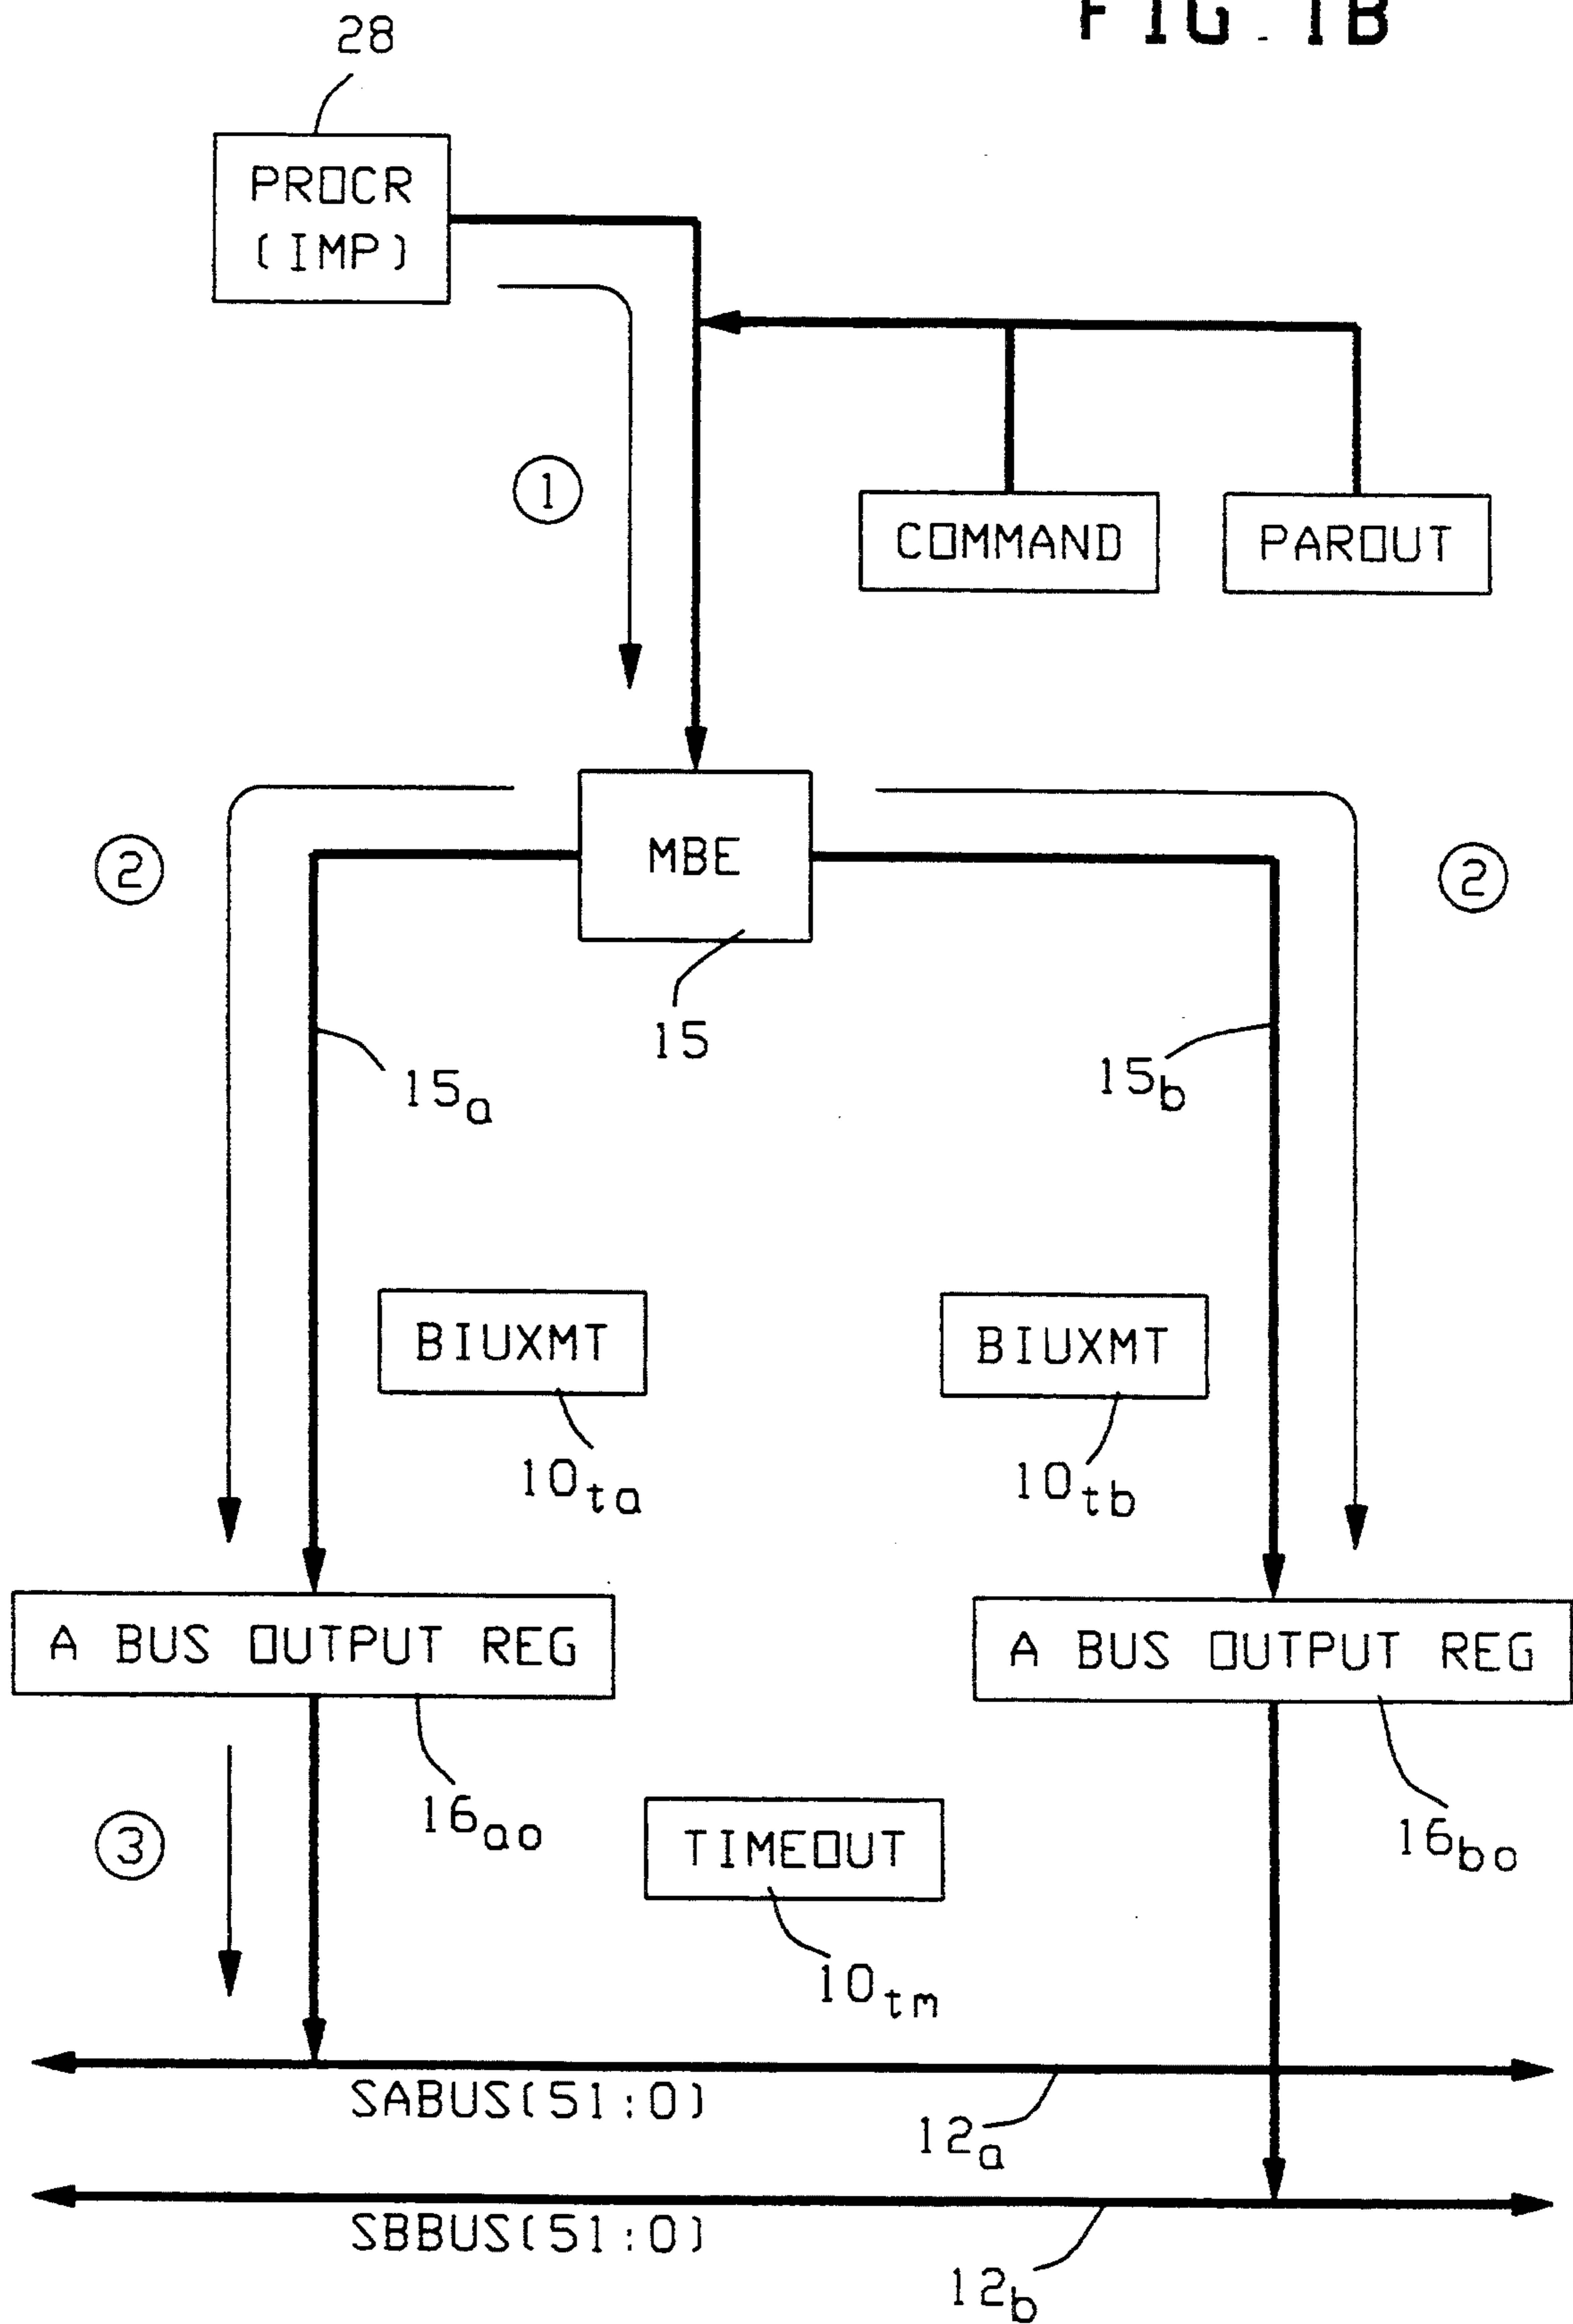 FIG. 1B
28
PROCR
(IMP)
1
COMMAND
PAROUT
MBE
2
2
15
15a
15b
BIUXMT
BIUXMT
10ta
10tb
A BUS OUTPUT REG
A BUS OUTPUT REG
16ao
16bo
3
TIMEOUT
10tm
SABUS(51:0)
12a
SBBUS(51:0)
12b